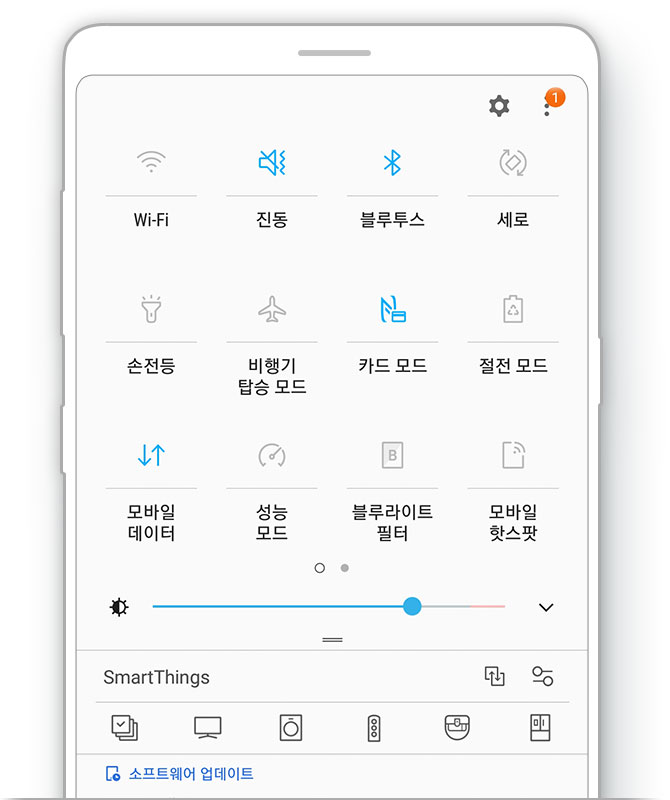 1
Wi-Fi
진동
블루투스
세로
손전등
비행기
탑승 모드
카드 모드
절전 모드
모바일
데이터
성능
모드
B
블루라이트
필터
모바일
핫스팟
SmartThings
소프트웨어 업데이트